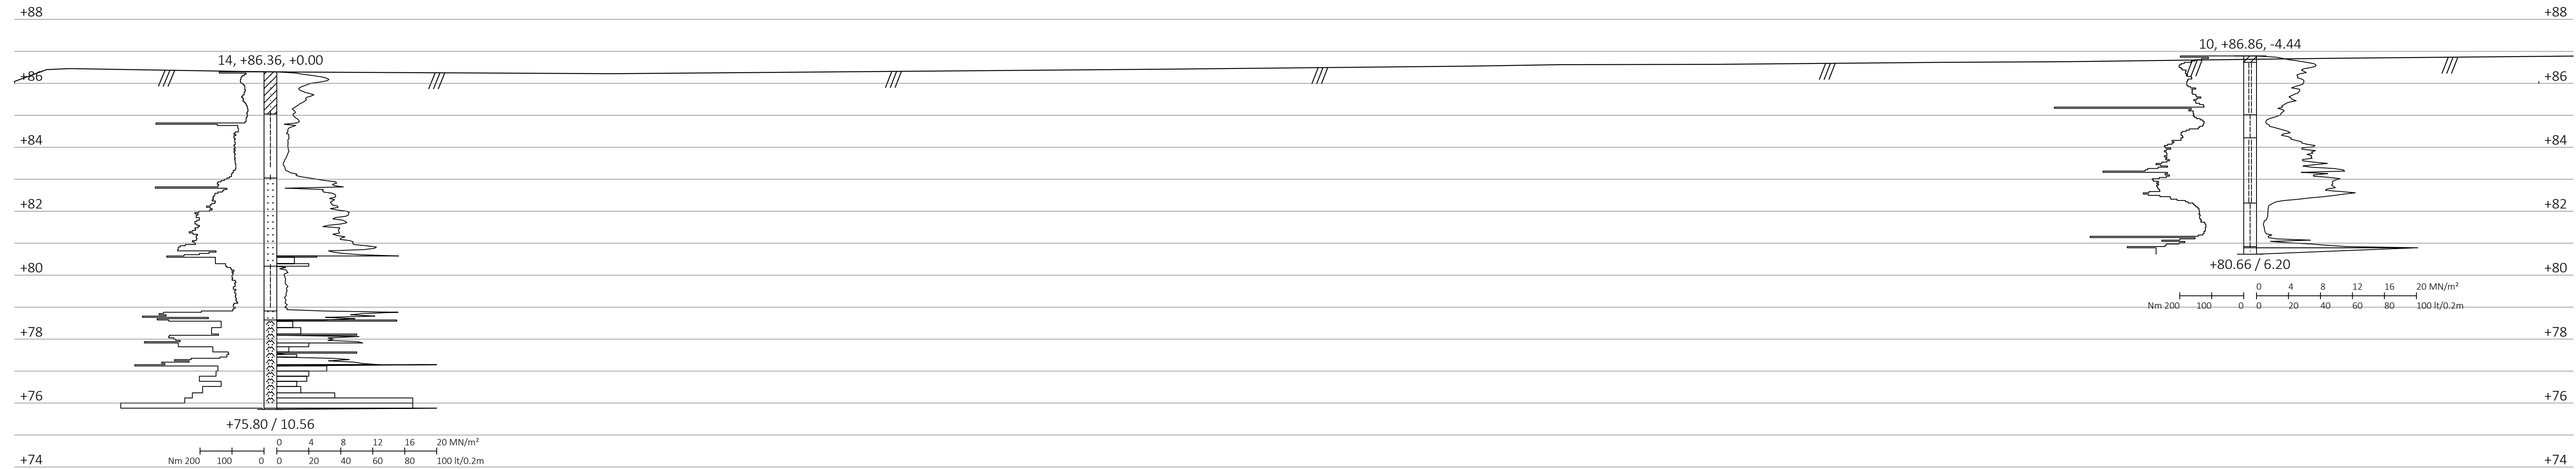 +88 +88
10, +86.86, -4.44
14, +86.36, +0.00
+86 +86
+84 +84
+82 +82
+80 +80
+80.66 / 6.20
0 4 8 12 16 20 MN/m²
Nm 200 100 0 0 20 40 60 80 100 lt/0.2m
+78 +78
+76 +76
+75.80 / 10.56
0 4 8 12 16 20 MN/m²
Nm 200 100 0 0 20 40 60 80 100 lt/0.2m
+74 +74